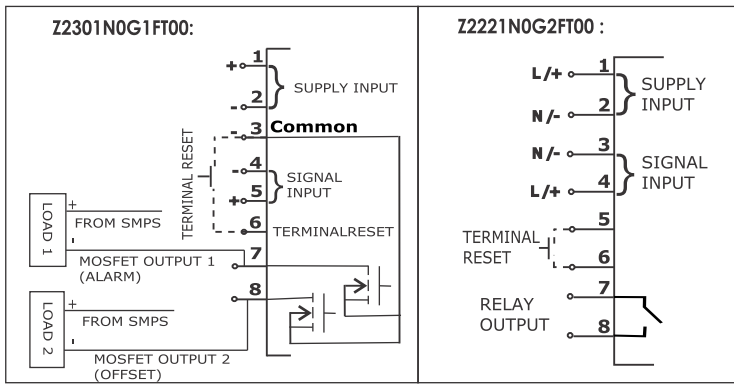 Z2301N0G1FT00:
+ 1
SUPPLY INPUT
- 2
- 3 Common
TERMINAL RESET
- 4
SIGNAL
INPUT
+ 5
6 TERMINALRESET
LOAD 1
+
FROM SMPS
-
MOSFET OUTPUT 1
(ALARM)
7
8
LOAD 2
+
FROM SMPS
-
MOSFET OUTPUT 2
(OFFSET)
Z2221N0G2FT00 :
L/+ 1
SUPPLY
INPUT
N/- 2
N/- 3
SIGNAL
INPUT
L/+ 4
5
TERMINAL
RESET
6
7
RELAY
OUTPUT
8